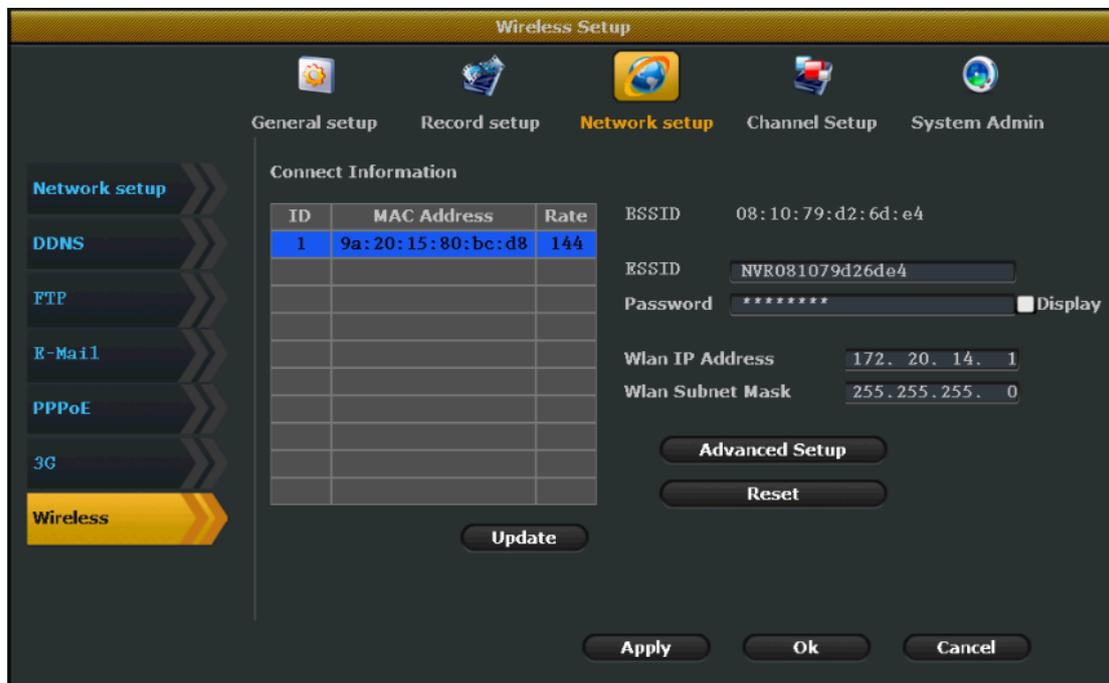 Wireless Setup
General setup Record setup Network setup Channel Setup System Admin
Network setup
DDNS
FTP
E-Mail
PPPoE
3G
Wireless
Connect Information
ID MAC Address Rate
1 9a:20:15:80:bc:d8 144
Update
BSSID 08:10:79:d2:6d:e4
ESSID NVR081079d26de4
Password ******** Display
Wlan IP Address 172. 20. 14. 1
Wlan Subnet Mask 255.255.255. 0
Advanced Setup
Reset
Apply Ok Cancel